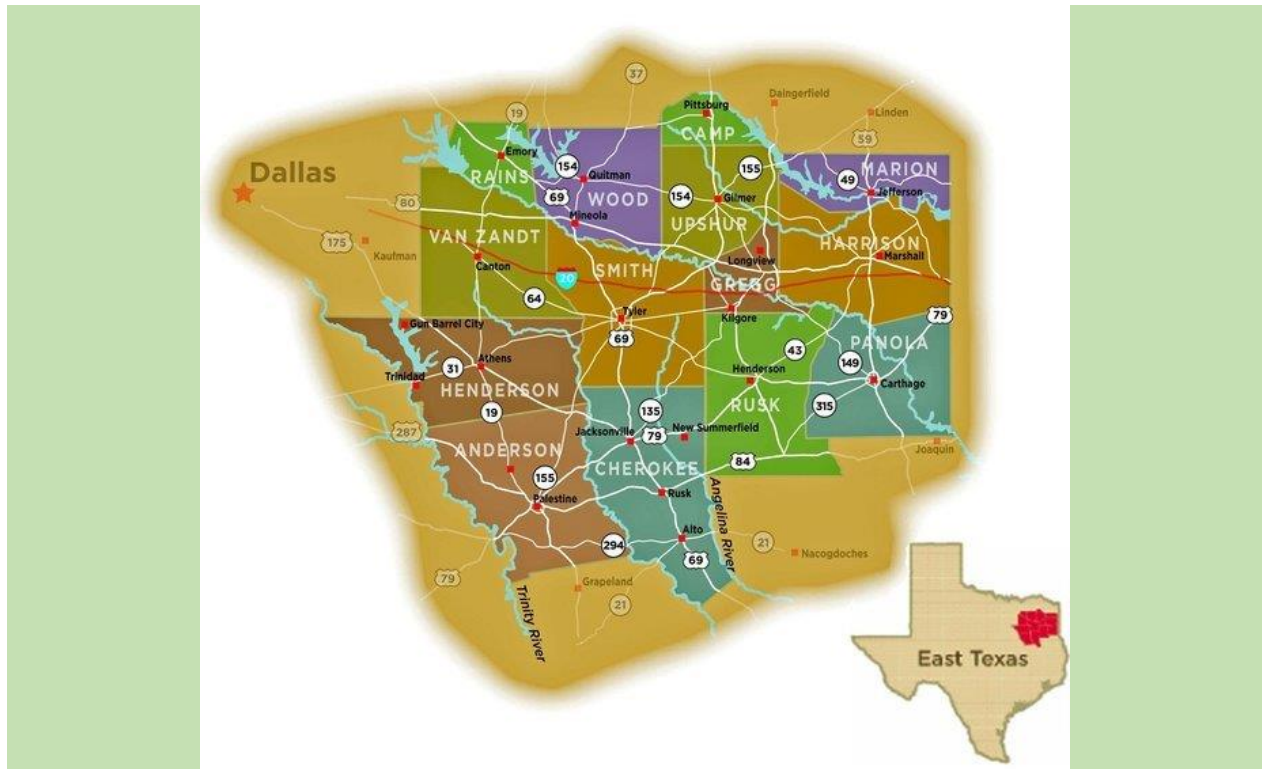 37
Daingerfield
Pittsburg
19
CAMP
Linden
59
Emory
154
155
MARION
Dallas
RAINS
Quitman
49
Jefferson
69
WOOD
154
Gilmer
80
Mineola
UPSHUR
175
VAN ZANDT
HARRISON
Kaufman
Longview
Marshall
Canton
SMITH
20
GREGG
64
Tyler
Kilgore
79
Gun Barrel City
69
43
PANOLA
Athens
149
31
Henderson
Trinidad
HENDERSON
Carthage
19
135
RUSK
315
287
Jacksonville
79
New Summerfield
ANDERSON
Joaquin
155
CHEROKEE
84
Palestine
Rusk
Angelina River
Alto
294
21
69
Nacogdoches
79
Grapeland
21
Trinity River
East Texas